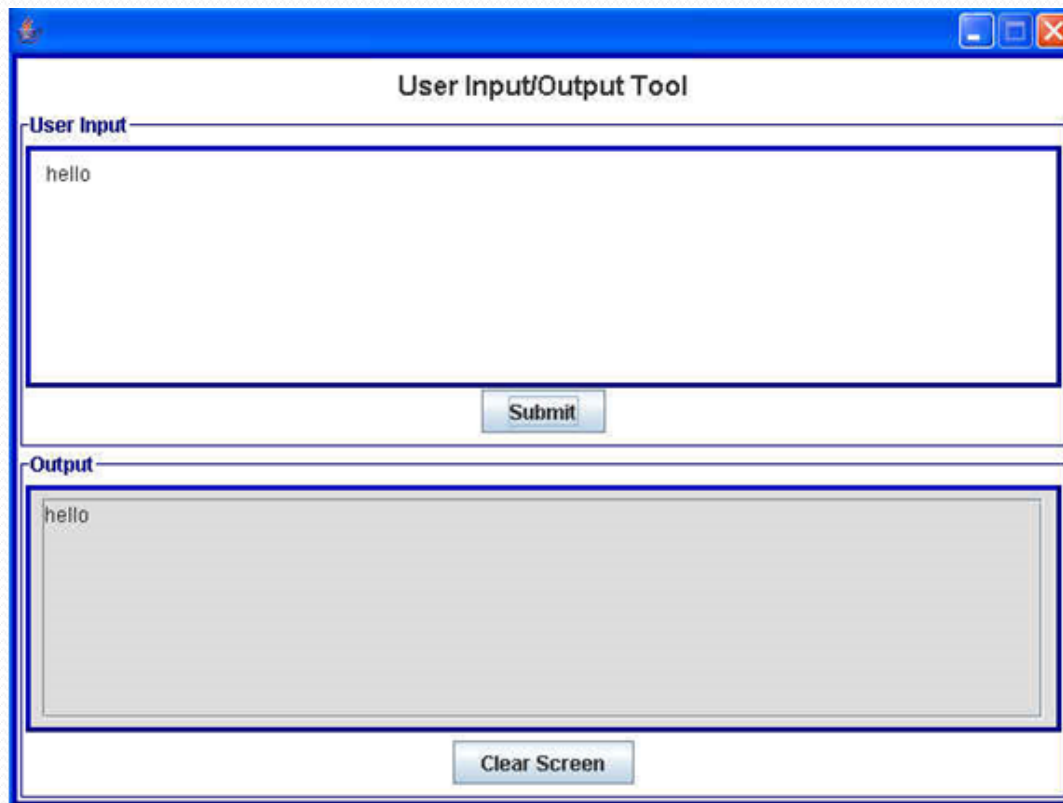 User Input/Output Tool
User Input
hello
Submit
Output
hello
Clear Screen